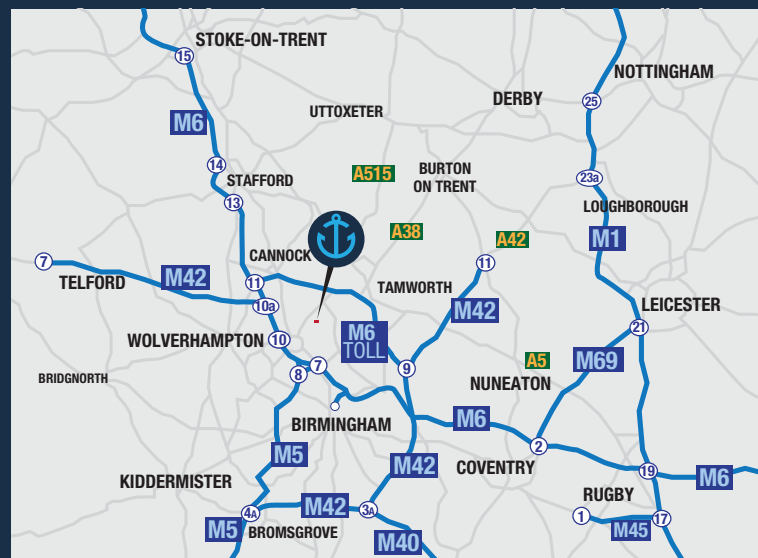 STOKE-ON-TRENT
15
NOTTINGHAM
DERBY
25
UTTOXETER
M6
14
STAFFORD
A515
BURTON
ON TRENT
23a
13
LOUGHBOROUGH
A38
A42
M1
CANNOCK
7
TELFORD
M42
11
11
TAMWORTH
M42
10a
LEICESTER
21
WOLVERHAMPTON
10
M6
TOLL
M69
A5
7
8
9
NUNEATON
BRIDGNORTH
BIRMINGHAM
M6
2
M5
M42
COVENTRY
19
M6
KIDDERMISTER
RUGBY
M42
4A
3A
1
17
M5
BROMSGROVE
M40
M45